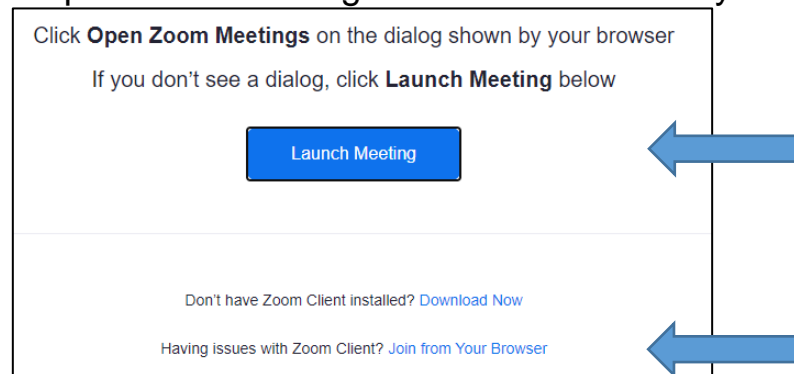 Click Open Zoom Meetings on the dialog shown by your browser
If you don't see a dialog, click Launch Meeting below
Launch Meeting
Don't have Zoom Client installed? Download Now
Having issues with Zoom Client? Join from Your Browser